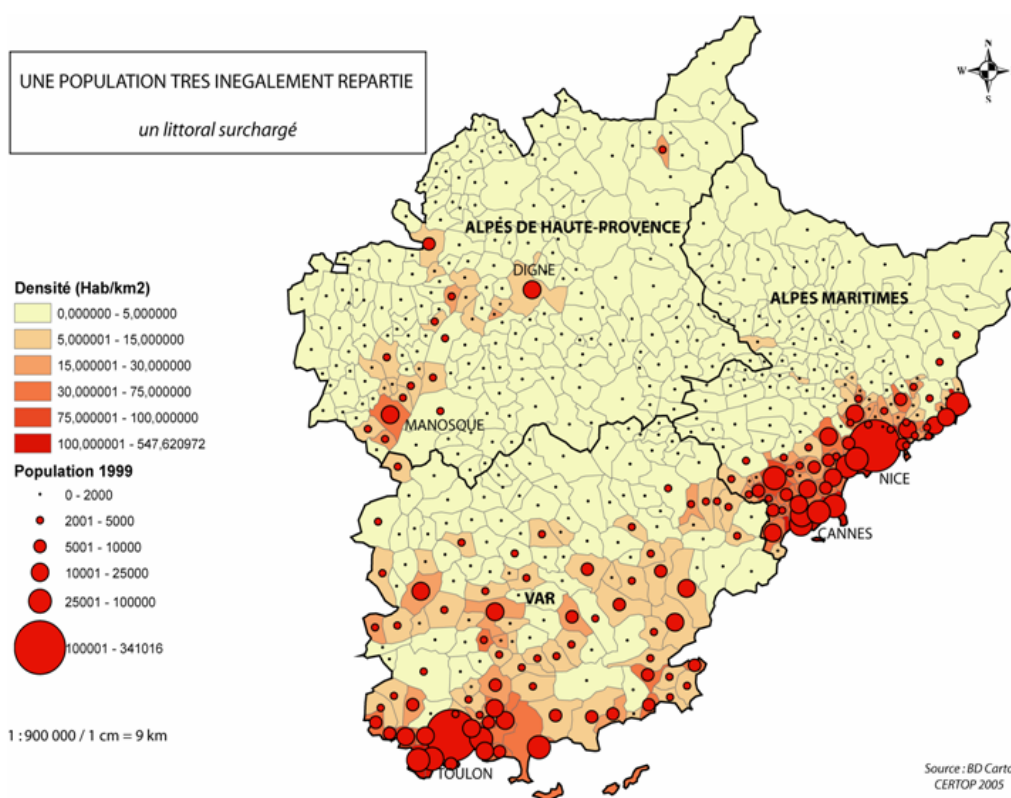 UNE POPULATION TRES INEGALEMENT REPARTIE
un littoral surchargé
N
W E
S
ALPES DE HAUTE-PROVENCE
DIGNE
ALPES MARITIMES
MANOSQUE
NICE
CANNES
VAR
TOULON
Densité (Hab/km2)
0,000000 - 5,000000
5,000001 - 15,000000
15,000001 - 30,000000
30,000001 - 75,000000
75,000001 - 100,000000
100,000001 - 547,620972
Population 1999
0 - 2000
2001 - 5000
5001 - 10000
10001 - 25000
25001 - 100000
100001 - 341016
1 : 900 000 / 1 cm = 9 km
Source : BD Carto
CERTOP 2005